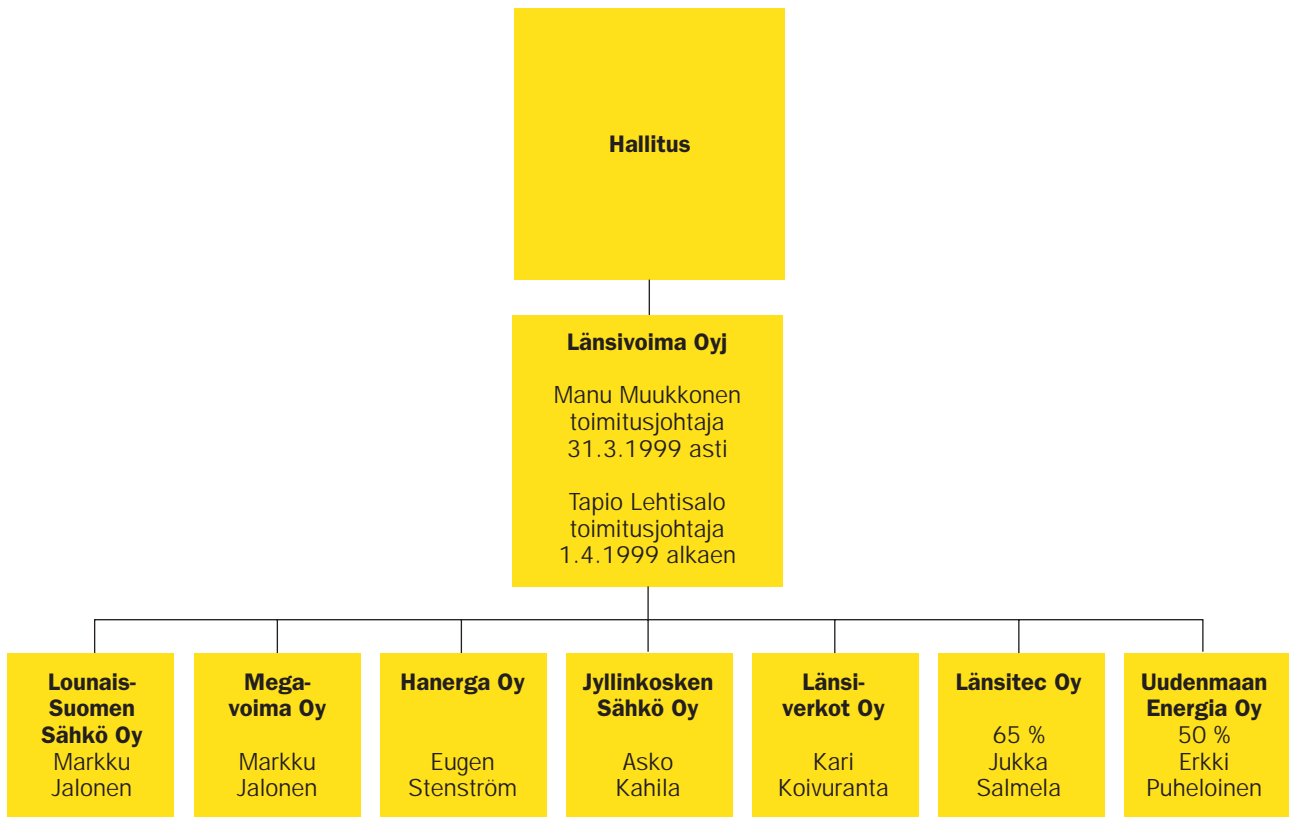 Hallitus
Länsivoima Oyj
Manu Muukkonen
toimitusjohtaja
31.3.1999 asti
Tapio Lehtisalo
toimitusjohtaja
1.4.1999 alkaen
Lounais-
Suomen
Sähkö Oy
Markku
Jalonen
Mega-
voima Oy
Markku
Jalonen
Hanerga Oy
Eugen
Stenström
Jyllinkosken
Sähkö Oy
Asko
Kahila
Länsi-
verkot Oy
Kari
Koivuranta
Länsitec Oy
65 %
Jukka
Salmela
Uudenmaan
Energia Oy
50 %
Erkki
Puheloinen